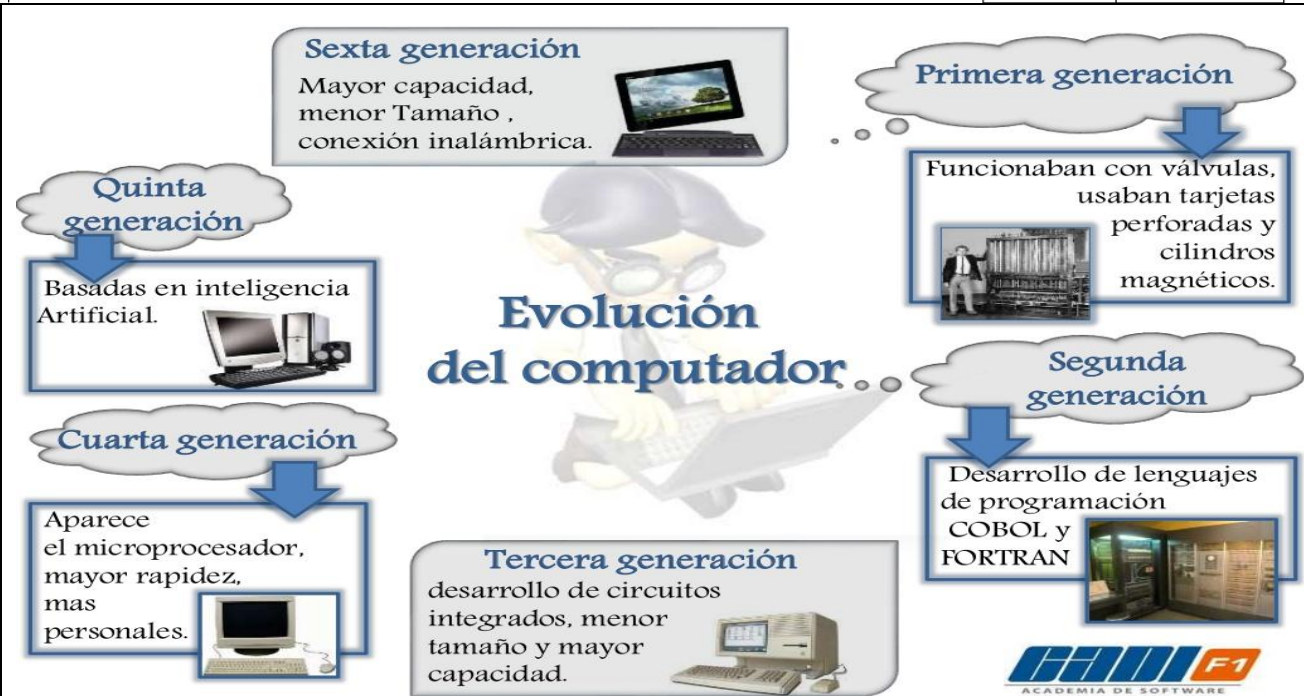 Evolución
del computador
Primera generación
Funcionaban con válvulas,
usaban tarjetas
perforadas y
cilindros
magnéticos.
Segunda
generación
Desarrollo de lenguajes
de programación
COBOL y
FORTRAN
Tercera generación
desarrollo de circuitos
integrados, menor
tamaño y mayor
capacidad.
Cuarta generación
Aparece
el microprocesador,
mayor rapidez,
mas
personales.
Quinta
generación
Basadas en inteligencia
Artificial.
Sexta generación
Mayor capacidad,
menor Tamaño ,
conexión inalámbrica.
CADI F1
ACADEMIA DE SOFTWARE